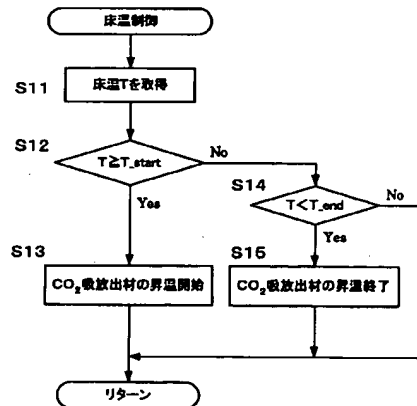 床温制御
S11
床温Tを取得
S12
T≧T_start
No
Yes
S14
T<T_end
No
Yes
S13
CO₂吸放出材の昇温開始
S15
CO₂吸放出材の昇温終了
リターン